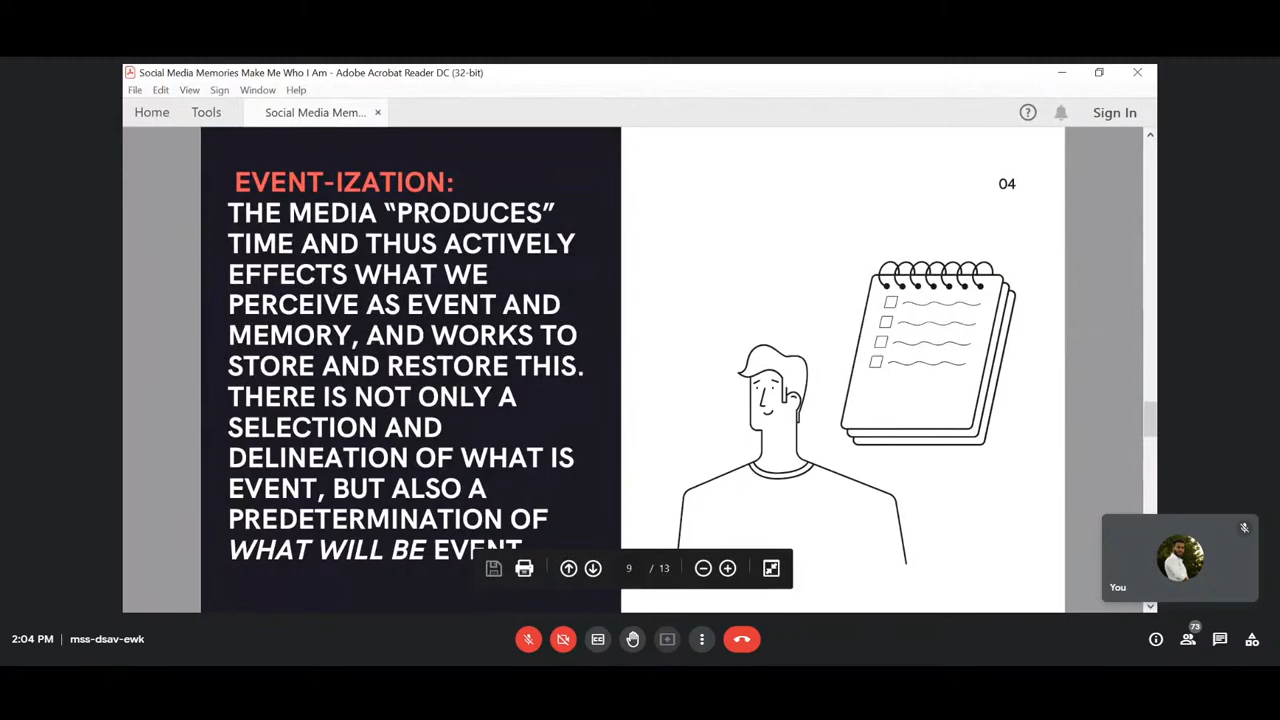 Social Media Memories Make Me Who I Am - Adobe Acrobat Reader DC (32-bit)
File Edit View Sign Window Help
Home Tools Social Media Mem... × ? Sign In
EVENT-IZATION:
THE MEDIA “PRODUCES”
TIME AND THUS ACTIVELY
EFFECTS WHAT WE
PERCEIVE AS EVENT AND
MEMORY, AND WORKS TO
STORE AND RESTORE THIS.
THERE IS NOT ONLY A
SELECTION AND
DELINEATION OF WHAT IS
EVENT, BUT ALSO A
PREDETERMINATION OF
WHAT WILL BE EVENT
04
9 / 13
You
2:04 PM | mss-dsav-ewk
73